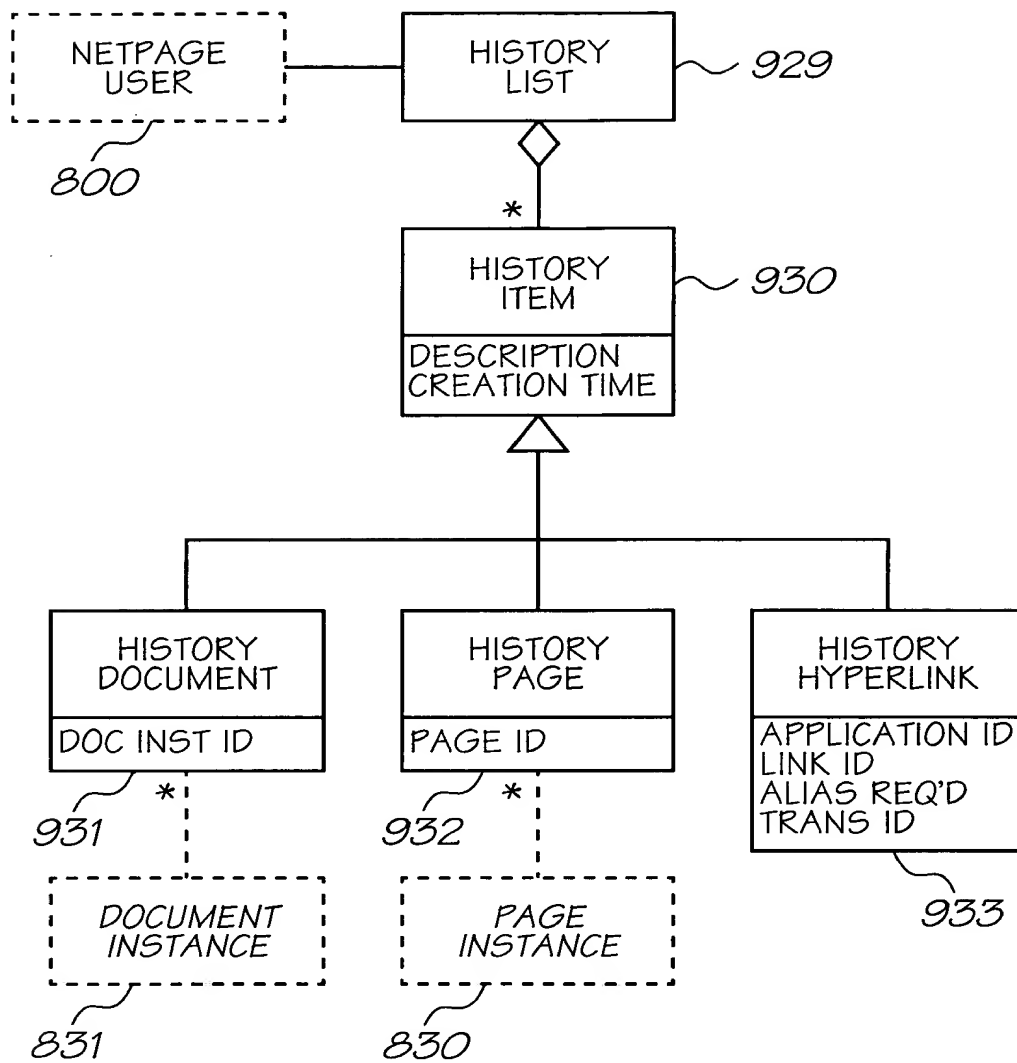 NETPAGE
USER
800
HISTORY
LIST
929
*
HISTORY
ITEM
930
DESCRIPTION
CREATION TIME
HISTORY
DOCUMENT
DOC INST ID
931
*
HISTORY
PAGE
PAGE ID
932
*
HISTORY
HYPERLINK
APPLICATION ID
LINK ID
ALIAS REQ'D
TRANS ID
933
DOCUMENT
INSTANCE
831
PAGE
INSTANCE
830